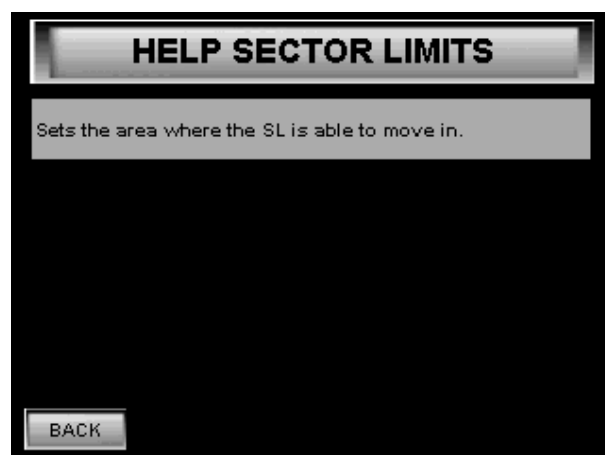 HELP SECTOR LIMITS
Sets the area where the SL is able to move in.
BACK